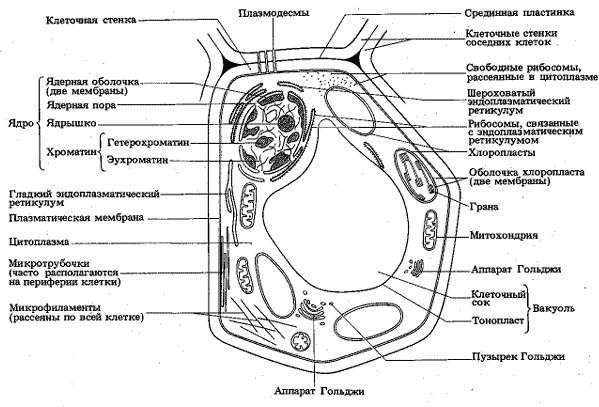 Плазмодесмы
Клеточная стенка
Срединная пластинка
Клеточные стенки
соседних клеток
Свободные рибосомы,
рассеянные в цитоплазме
Шероховатый
эндоплазматический
ретикулум
Рибосомы, связанные
с эндоплазматическим
ретикулумом
Хлоропласты
Оболочка хлоропласта
(две мембраны)
Грана
Митохондрия
Аппарат Гольджи
Клеточный
сок
Вакуоль
Тонопласт
Пузырек Гольджи
Аппарат Гольджи
Ядерная оболочка
(две мембраны)
Ядерная пора
Ядро
Ядрышко
Хроматин
Гетерохроматин
Эухроматин
Гладкий эндоплазматический
ретикулум
Плазматическая мембрана
Цитоплазма
Микротрубочки
(часто располагаются
на периферии клетки)
Микрофиламенты
(рассеяны по всей клетке)